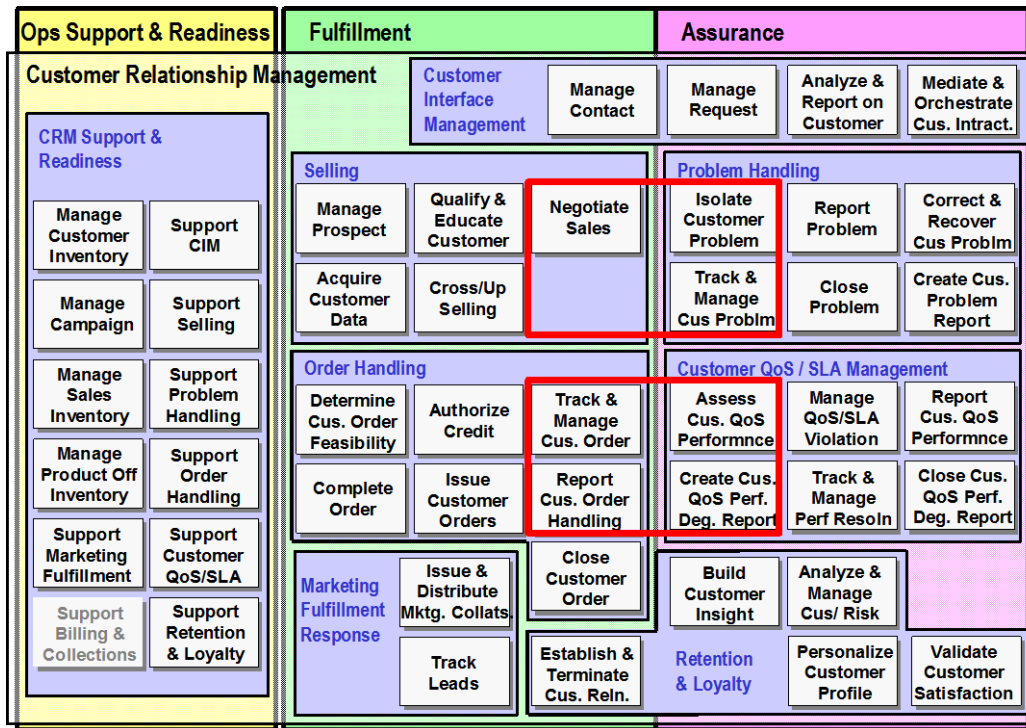 Ops Support & Readiness
Fulfillment
Assurance
Customer Relationship Management
Customer
Interface
Management
Manage
Contact
Manage
Request
Analyze &
Report on
Customer
Mediate &
Orchestrate
Cus. Intract.
CRM Support &
Readiness
Manage
Customer
Inventory
Support
CIM
Manage
Campaign
Support
Selling
Manage
Sales
Inventory
Support
Problem
Handling
Manage
Product Off
Inventory
Support
Order
Handling
Support
Marketing
Fulfillment
Support
Customer
QoS/SLA
Support
Billing &
Collections
Support
Retention
& Loyalty
Selling
Manage
Prospect
Qualify &
Educate
Customer
Negotiate
Sales
Acquire
Customer
Data
Cross/Up
Selling
Problem Handling
Isolate
Customer
Problem
Report
Problem
Correct &
Recover
Cus Problm
Track &
Manage
Cus Problm
Close
Problem
Create Cus.
Problem
Report
Order Handling
Determine
Cus. Order
Feasibility
Authorize
Credit
Track &
Manage
Cus. Order
Complete
Order
Issue
Customer
Orders
Report
Cus. Order
Handling
Close
Customer
Order
Customer QoS / SLA Management
Assess
Cus. QoS
Performnce
Manage
QoS/SLA
Violation
Report
Cus. QoS
Performnce
Create Cus.
QoS Perf.
Deg. Report
Track &
Manage
Perf Resoln
Close Cus.
QoS Perf.
Deg. Report
Marketing
Fulfillment
Response
Issue &
Distribute
Mktg. Collats.
Track
Leads
Build
Customer
Insight
Analyze &
Manage
Cus/ Risk
Establish &
Terminate
Cus. Reln.
Retention
& Loyalty
Personalize
Customer
Profile
Validate
Customer
Satisfaction